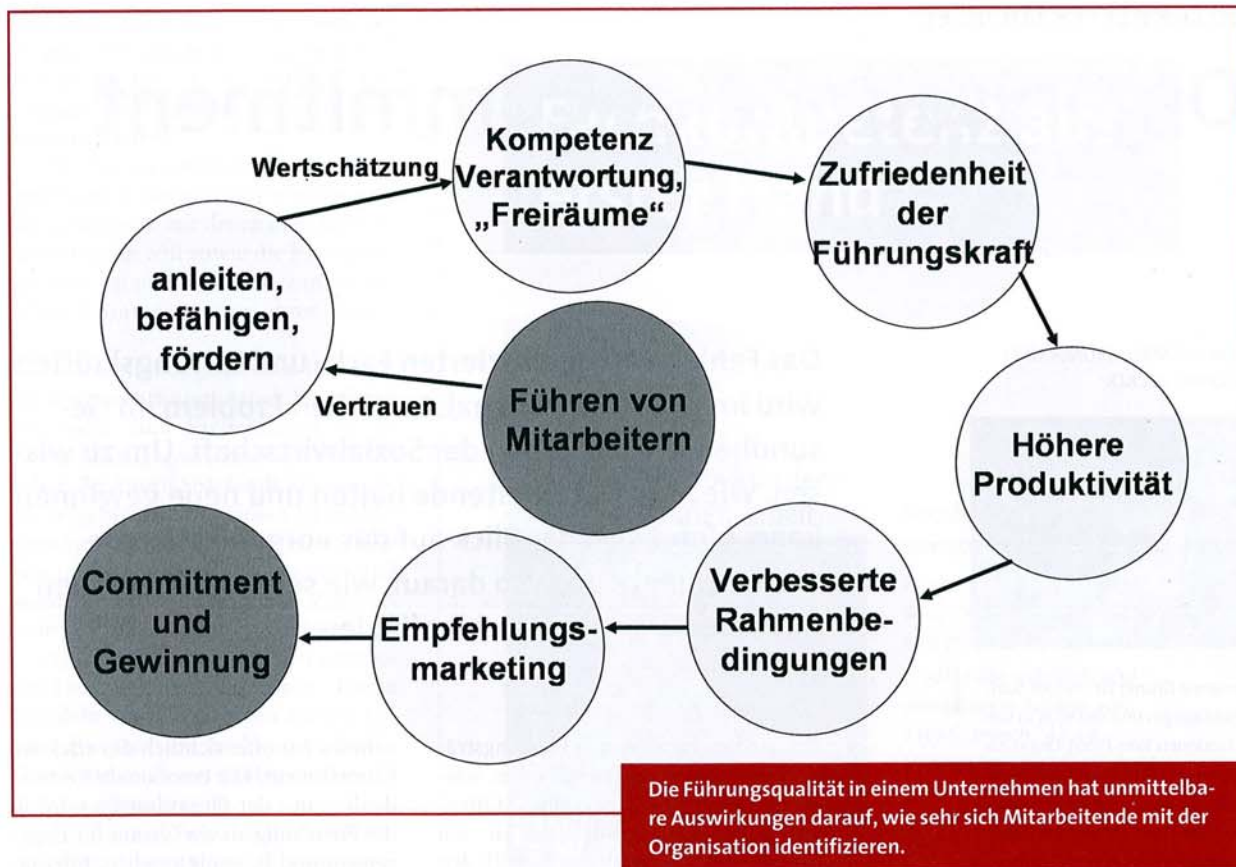 Wertschätzung
Kompetenz
Verantwortung,
„Freiräume“
Zufriedenheit
der
Führungskraft
anleiten,
befähigen,
fördern
Vertrauen
Führen von
Mitarbeitern
Höhere
Produktivität
Commitment
und
Gewinnung
Empfehlungs-
marketing
Verbesserte
Rahmenbe-
dingungen
Die Führungsqualität in einem Unternehmen hat unmittelba-
re Auswirkungen darauf, wie sehr sich Mitarbeitende mit der
Organisation identifizieren.